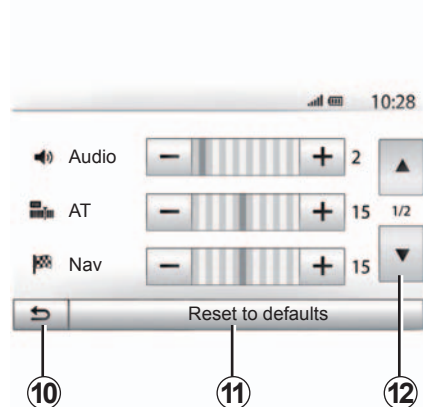 10:28
Audio − + 2
AT − + 15 1/2
Nav − + 15
Reset to defaults
10 11 12